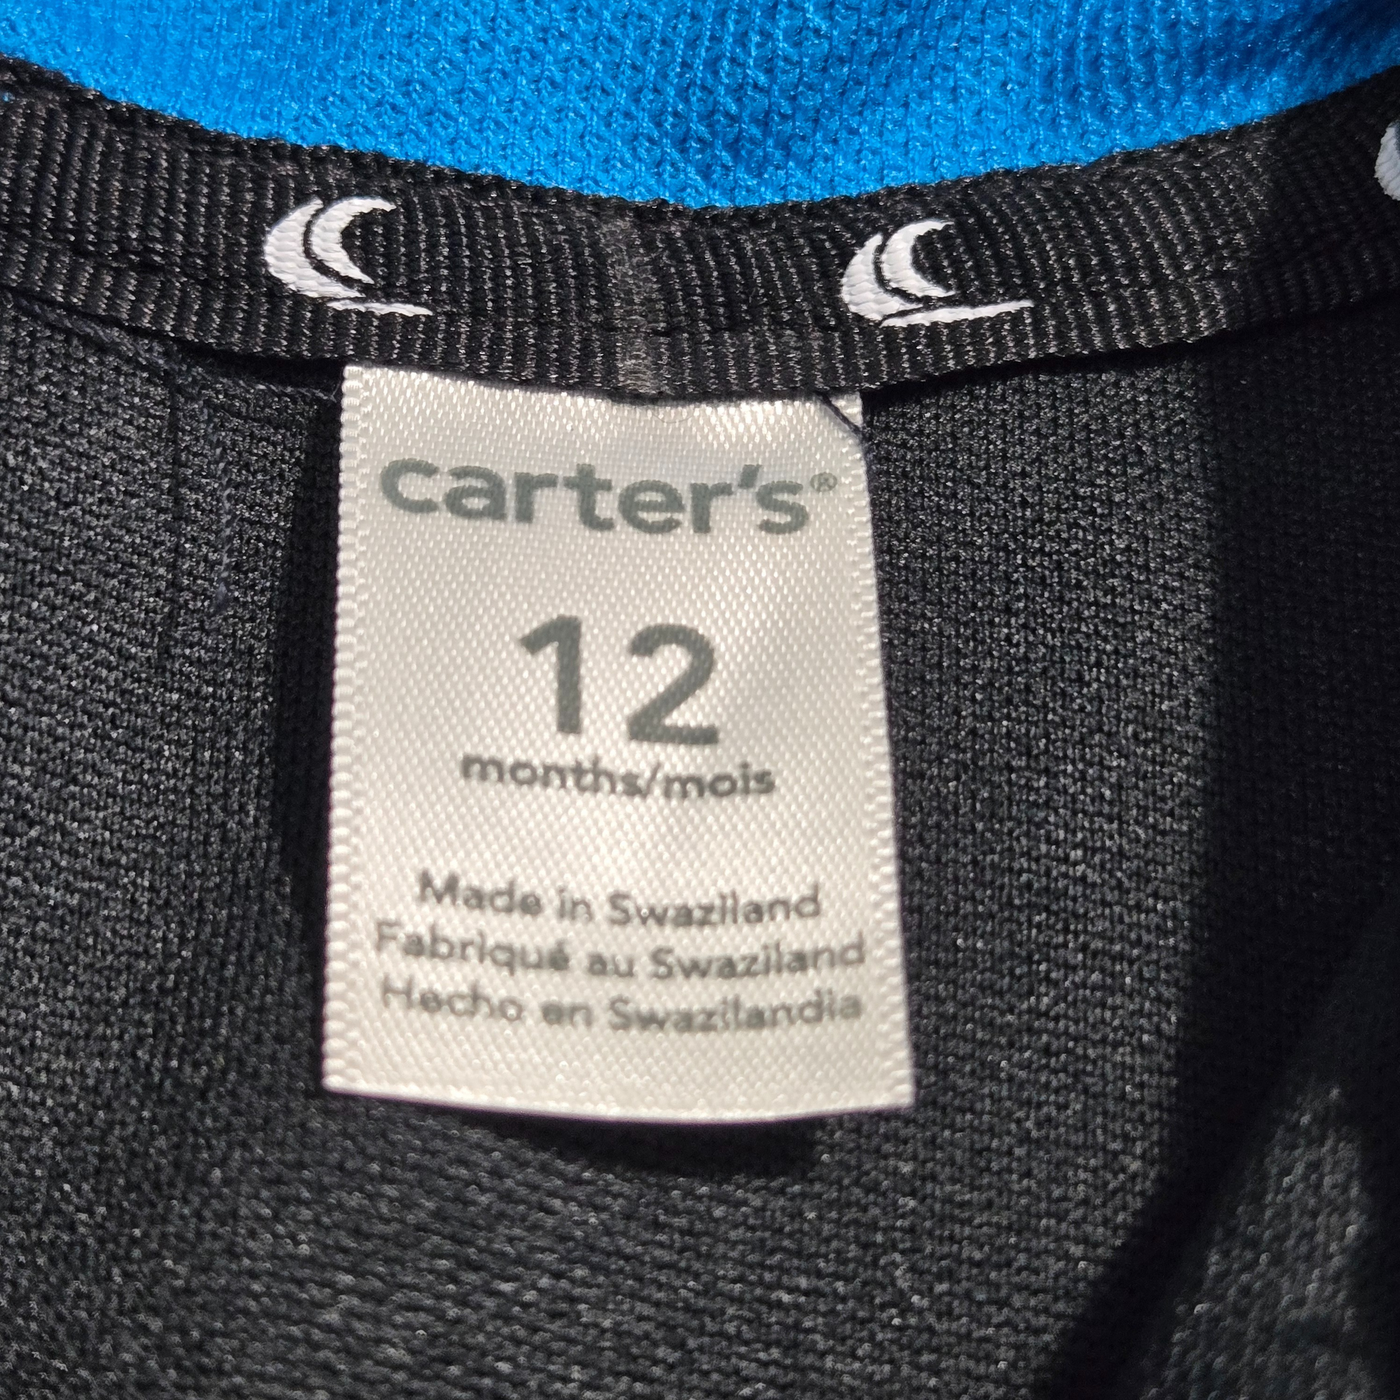 carter's®
12
months/mois
Made in Swaziland
Fabriqué au Swaziland
Hecho en Swazilandia